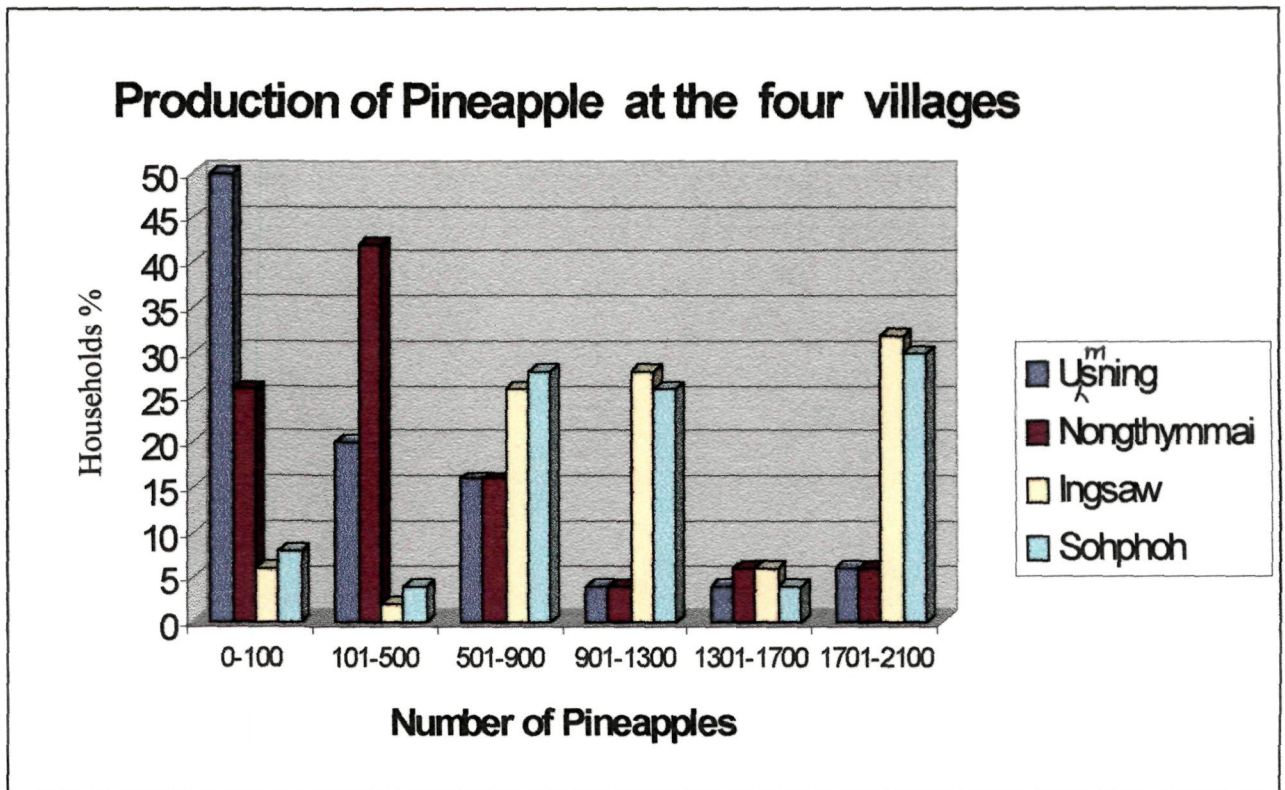 Production of Pineapple at the four villages
Households %
50
45
40
35
30
25
20
15
10
5
0
0-100 101-500 501-900 901-1300 1301-1700 1701-2100
Number of Pineapples
m
Usning
Nongthymmai
Ingsaw
Sohphoh